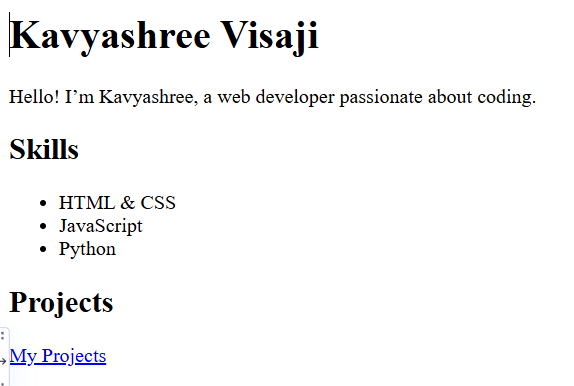 Kavyashree Visaji
Hello! I’m Kavyashree, a web developer passionate about coding.
Skills
• HTML & CSS
• JavaScript
• Python
Projects
My Projects